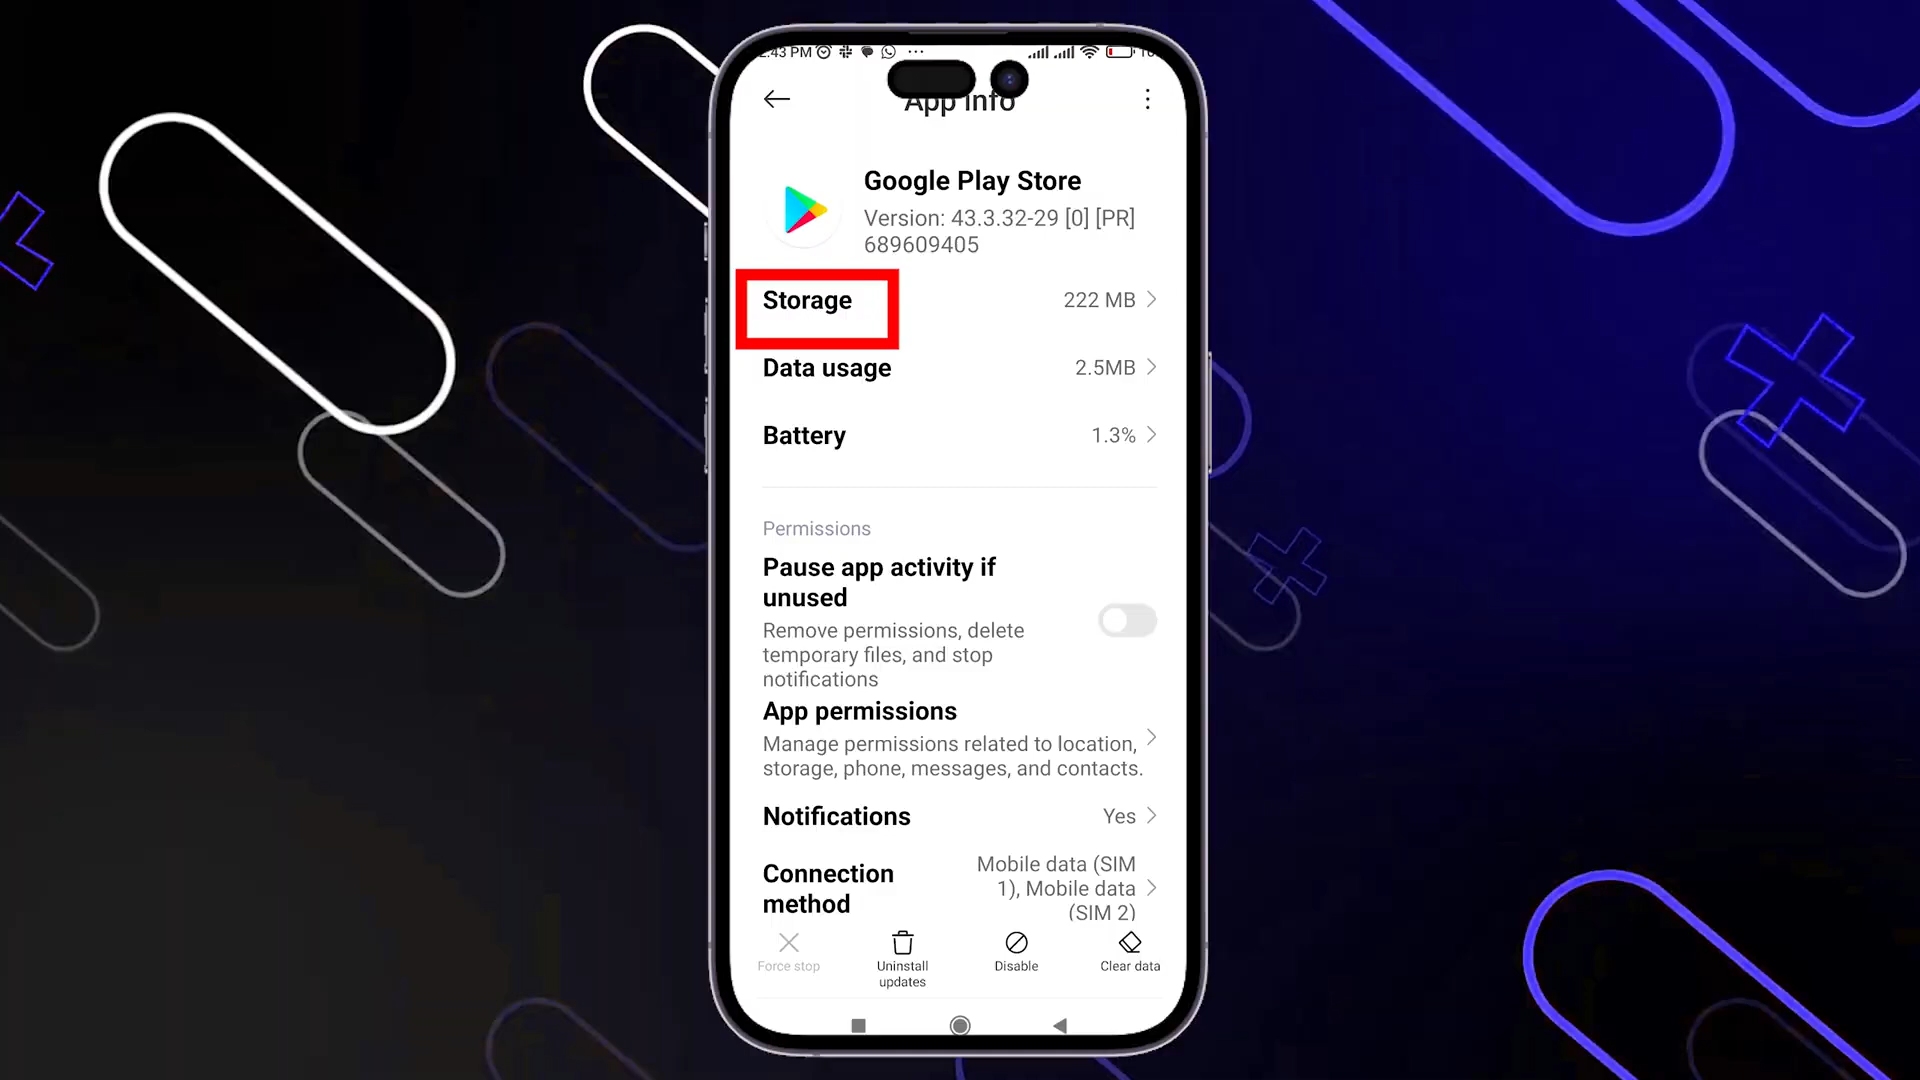 :43 PM
App info
Google Play Store
Version: 43.3.32-29 [0] [PR]
689609405
Storage
222 MB
Data usage
2.5MB
Battery
1.3%
Permissions
Pause app activity if
unused
Remove permissions, delete
temporary files, and stop
notifications
App permissions
Manage permissions related to location,
storage, phone, messages, and contacts.
Notifications
Yes
Connection
method
Mobile data (SIM
1), Mobile data
(SIM 2)
Force stop
Uninstall
updates
Disable
Clear data